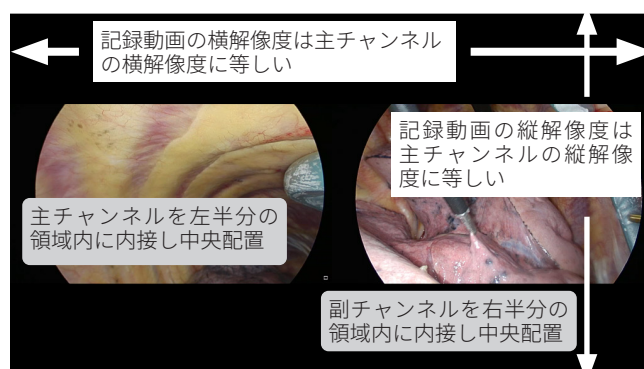 記録動画の横解像度は主チャンネル
の横解像度に等しい
記録動画の縦解像度は
主チャンネルの縦解像
度に等しい
主チャンネルを左半分の
領域内に内接し中央配置
副チャンネルを右半分の
領域内に内接し中央配置